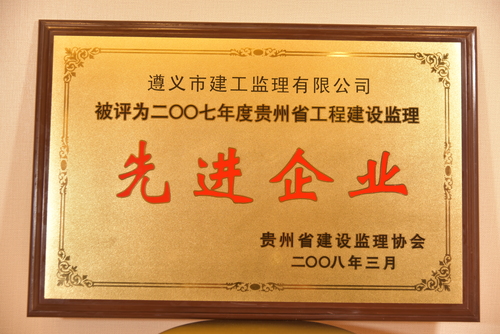 遵义市建工监理有限公司
被评为二〇〇七年度贵州省工程建设监理
先进企业
贵州省建设监理协会
二〇〇八年三月